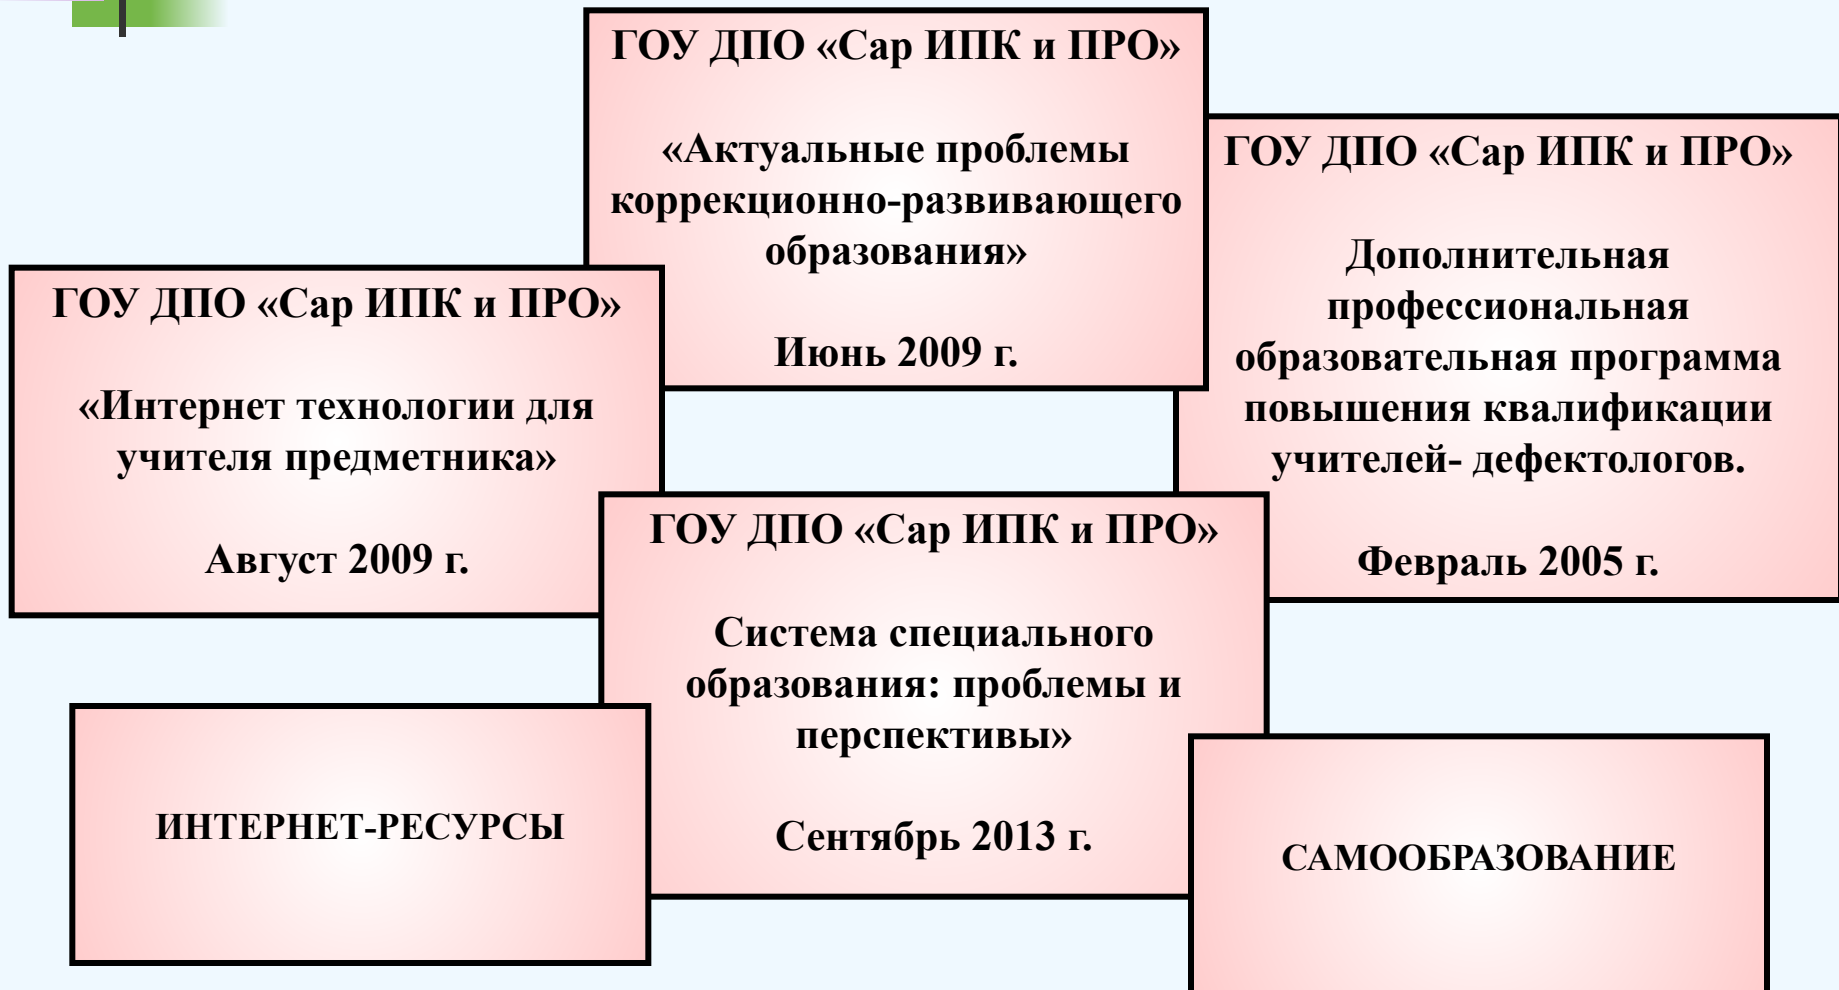 ГОУ ДПО «Сар ИПК и ПРО»
«Актуальные проблемы
коррекционно-развивающего
образования»
Июнь 2009 г.
ГОУ ДПО «Сар ИПК и ПРО»
Дополнительная
профессиональная
образовательная программа
повышения квалификации
учителей- дефектологов.
Февраль 2005 г.
ГОУ ДПО «Сар ИПК и ПРО»
«Интернет технологии для
учителя предметника»
Август 2009 г.
ГОУ ДПО «Сар ИПК и ПРО»
Система специального
образования: проблемы и
перспективы»
Сентябрь 2013 г.
ИНТЕРНЕТ-РЕСУРСЫ
САМООБРАЗОВАНИЕ